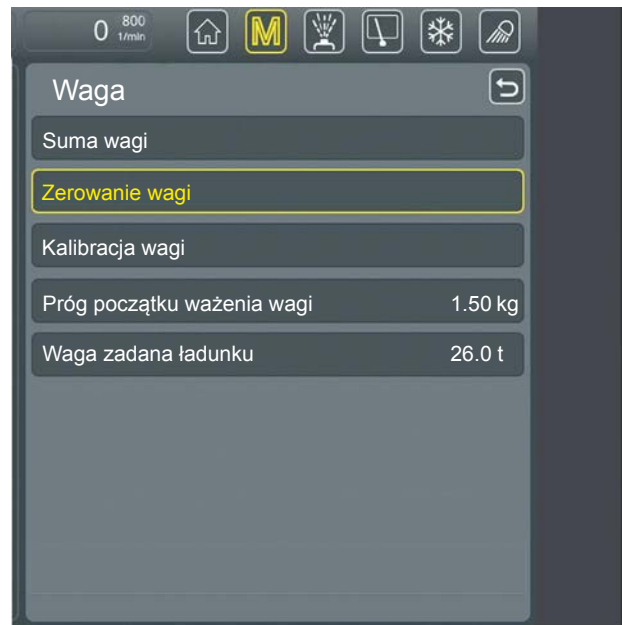 0 800 1/min M
Waga
Suma wagi
Zerowanie wagi
Kalibracja wagi
Próg początku ważenia wagi 1.50 kg
Waga zadana ładunku 26.0 t